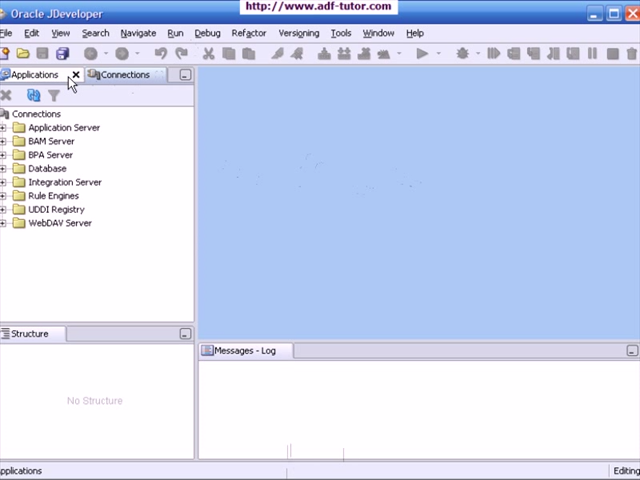 http://www.adf-tutor.com
Oracle JDeveloper
File Edit View Search Navigate Run Debug Refactor Versioning Tools Window Help
Applications Connections
Connections
Application Server
BAM Server
BPA Server
Database
Integration Server
Rule Engines
UDDI Registry
WebDAV Server
Structure
Messages - Log
No Structure
pplications Editing